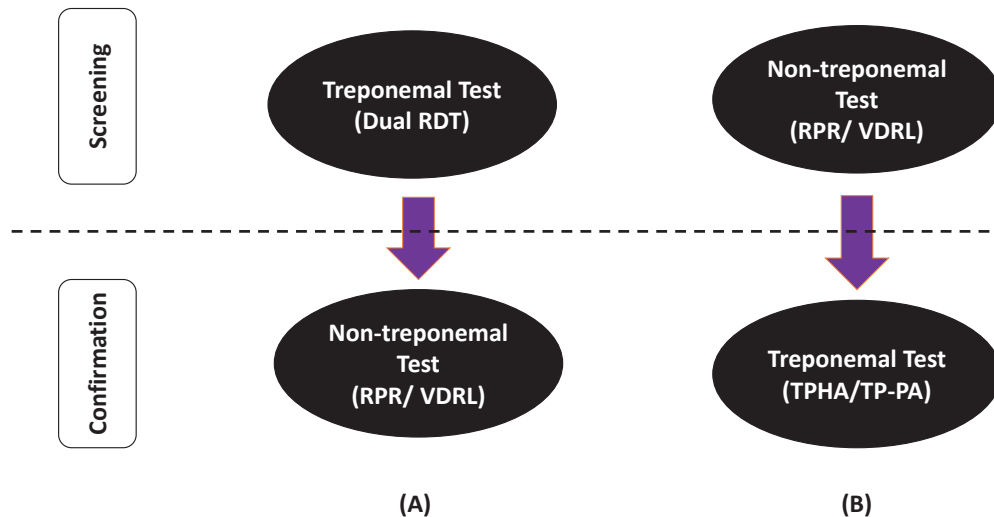 Screening
Treponemal Test
(Dual RDT)
Non-treponemal
Test
(RPR/ VDRL)
Confirmation
Non-treponemal
Test
(RPR/ VDRL)
Treponemal Test
(TPHA/TP-PA)
(A)
(B)